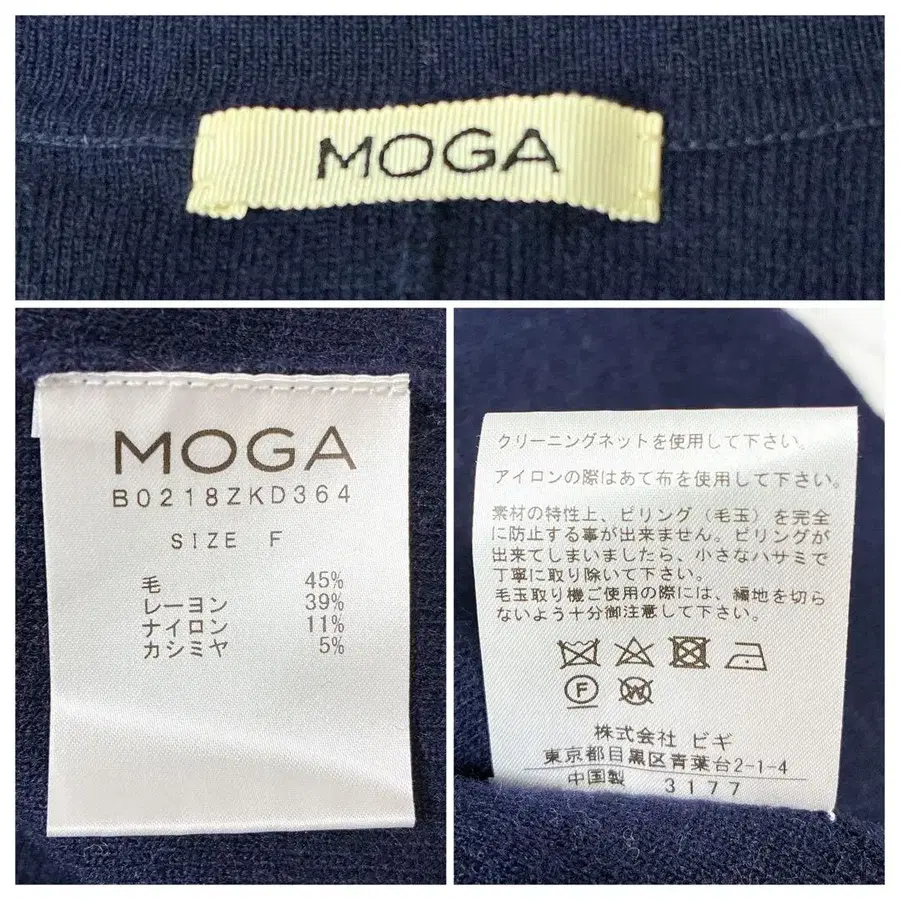 MOGA
MOGA
B0218ZKD364
SIZE F
毛 45%
レーヨン 39%
ナイロン 11%
カシミヤ 5%
クリーニングネットを使用して下さい。
アイロンの際はあて布を使用して下さい。
素材の特性上、ピリング(毛玉)を完全
に防止する事が出来ません。ピリングが
出来てしまいましたら、小さなハサミで
丁寧に取り除いて下さい。
毛玉取り機ご使用の際には、編地を切ら
ないよう十分御注意して下さい。
F W
株式会社 ビギ
東京都目黒区青葉台2-1-4
中国製 3177